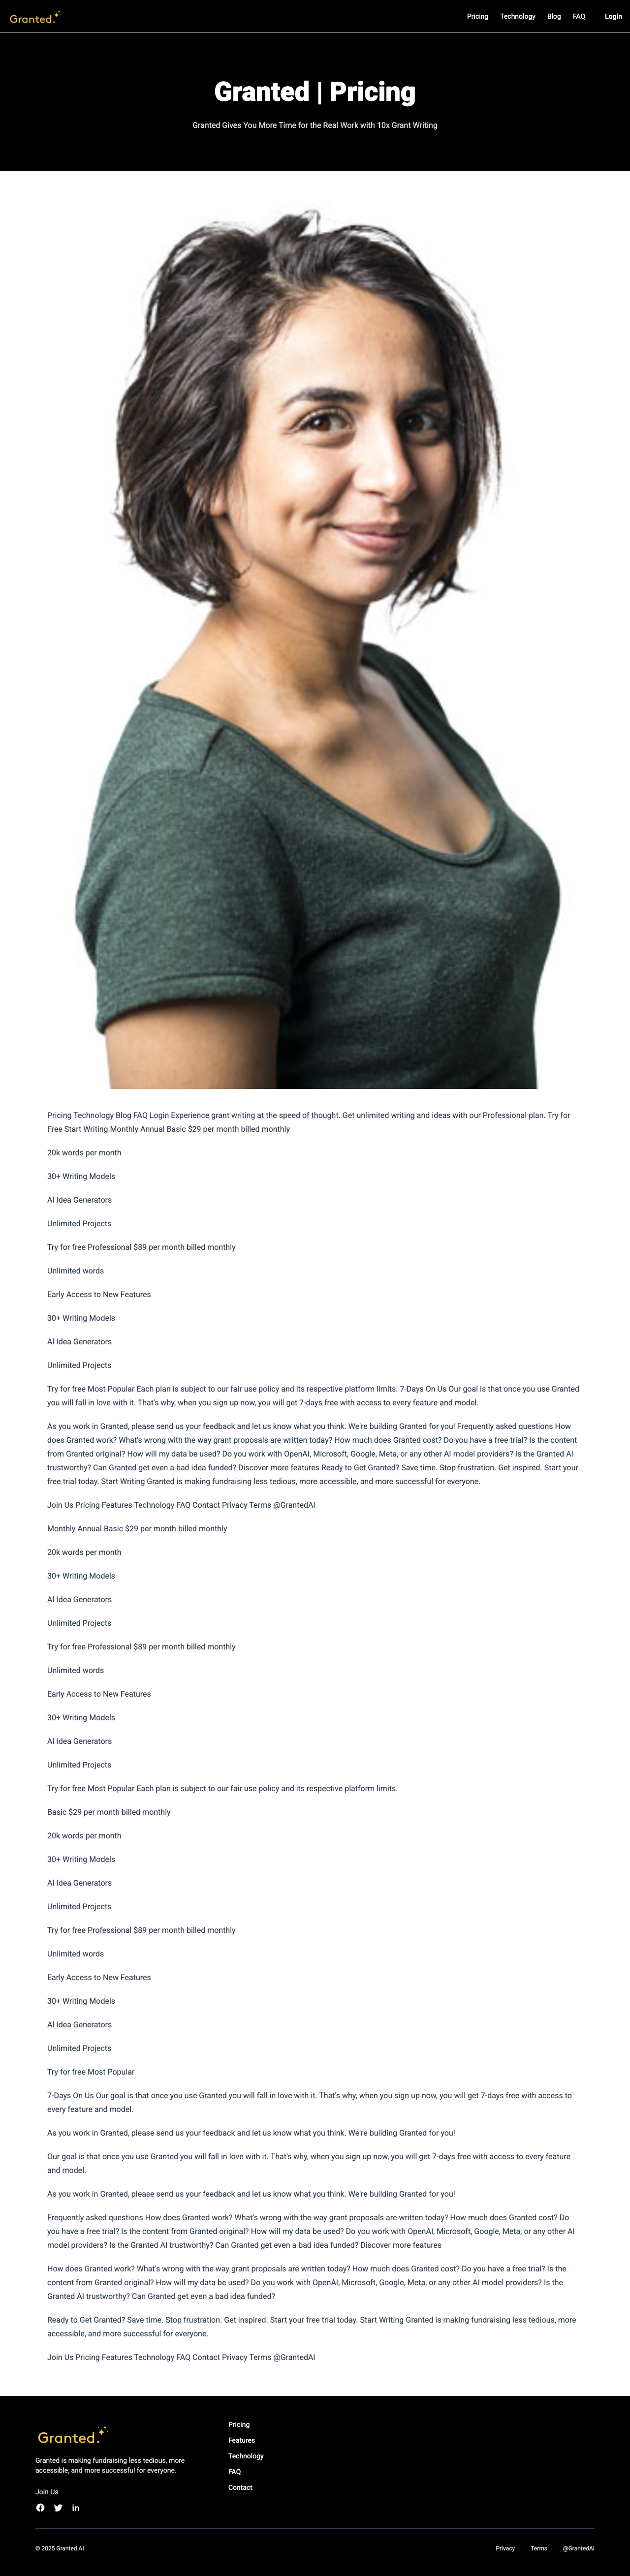 Granted.
Pricing Technology Blog FAQ Login
Granted | Pricing
Granted Gives You More Time for the Real Work with 10x Grant Writing
Pricing Technology Blog FAQ Login Experience grant writing at the speed of thought. Get unlimited writing and ideas with our Professional plan. Try for
Free Start Writing Monthly Annual Basic $29 per month billed monthly
20k words per month
30+ Writing Models
AI Idea Generators
Unlimited Projects
Try for free Professional $89 per month billed monthly
Unlimited words
Early Access to New Features
30+ Writing Models
AI Idea Generators
Unlimited Projects
Try for free Most Popular Each plan is subject to our fair use policy and its respective platform limits. 7-Days On Us Our goal is that once you use Granted
you will fall in love with it. That's why, when you sign up now, you will get 7-days free with access to every feature and model.
As you work in Granted, please send us your feedback and let us know what you think. We're building Granted for you! Frequently asked questions How
does Granted work? What's wrong with the way grant proposals are written today? How much does Granted cost? Do you have a free trial? Is the content
from Granted original? How will my data be used? Do you work with OpenAI, Microsoft, Google, Meta, or any other AI model providers? Is the Granted AI
trustworthy? Can Granted get even a bad idea funded? Discover more features Ready to Get Granted? Save time. Stop frustration. Get inspired. Start your
free trial today. Start Writing Granted is making fundraising less tedious, more accessible, and more successful for everyone.
Join Us Pricing Features Technology FAQ Contact Privacy Terms @GrantedAI
Monthly Annual Basic $29 per month billed monthly
20k words per month
30+ Writing Models
AI Idea Generators
Unlimited Projects
Try for free Professional $89 per month billed monthly
Unlimited words
Early Access to New Features
30+ Writing Models
AI Idea Generators
Unlimited Projects
Try for free Most Popular Each plan is subject to our fair use policy and its respective platform limits.
Basic $29 per month billed monthly
20k words per month
30+ Writing Models
AI Idea Generators
Unlimited Projects
Try for free Professional $89 per month billed monthly
Unlimited words
Early Access to New Features
30+ Writing Models
AI Idea Generators
Unlimited Projects
Try for free Most Popular
7-Days On Us Our goal is that once you use Granted you will fall in love with it. That's why, when you sign up now, you will get 7-days free with access to
every feature and model.
As you work in Granted, please send us your feedback and let us know what you think. We're building Granted for you!
Our goal is that once you use Granted you will fall in love with it. That's why, when you sign up now, you will get 7-days free with access to every feature
and model.
As you work in Granted, please send us your feedback and let us know what you think. We're building Granted for you!
Frequently asked questions How does Granted work? What's wrong with the way grant proposals are written today? How much does Granted cost? Do
you have a free trial? Is the content from Granted original? How will my data be used? Do you work with OpenAI, Microsoft, Google, Meta, or any other AI
model providers? Is the Granted AI trustworthy? Can Granted get even a bad idea funded? Discover more features
How does Granted work? What's wrong with the way grant proposals are written today? How much does Granted cost? Do you have a free trial? Is the
content from Granted original? How will my data be used? Do you work with OpenAI, Microsoft, Google, Meta, or any other AI model providers? Is the
Granted AI trustworthy? Can Granted get even a bad idea funded?
Ready to Get Granted? Save time. Stop frustration. Get inspired. Start your free trial today. Start Writing Granted is making fundraising less tedious, more
accessible, and more successful for everyone.
Join Us Pricing Features Technology FAQ Contact Privacy Terms @GrantedAI
Granted.
Granted is making fundraising less tedious, more
accessible, and more successful for everyone.
Join Us
Pricing
Features
Technology
FAQ
Contact
© 2025 Granted AI
Privacy Terms @GrantedAI